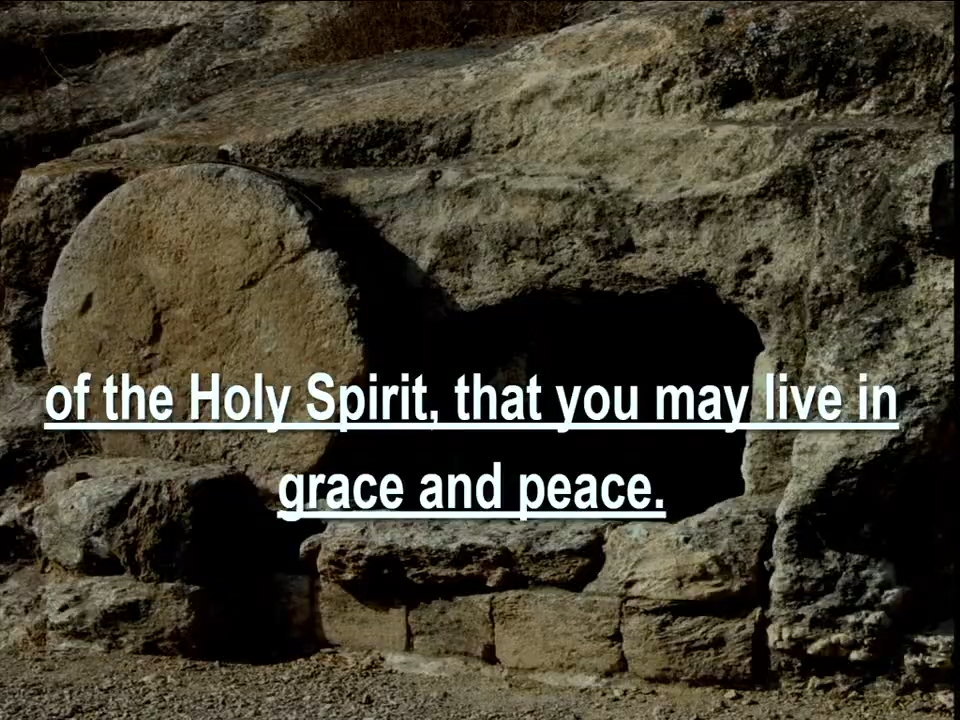 of the Holy Spirit, that you may live in
grace and peace.